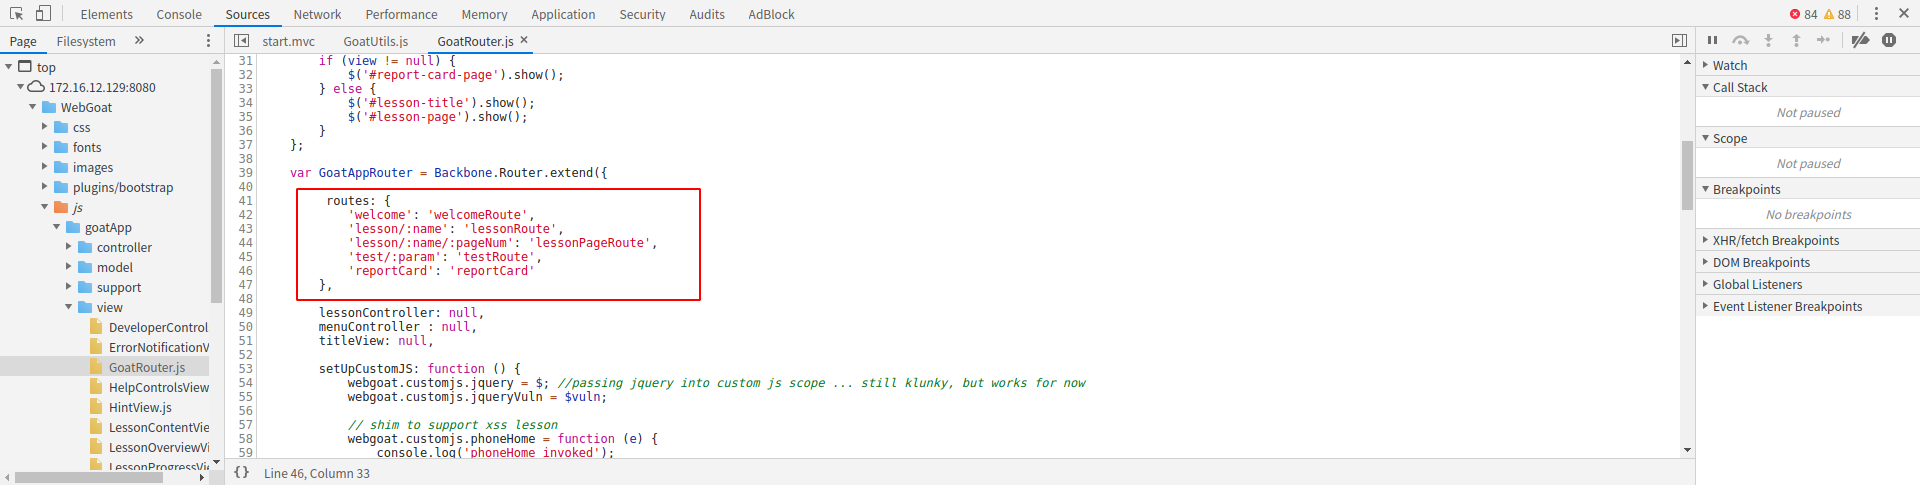 Elements Console Sources Network Performance Memory Application Security Audits AdBlock 84 88
Page Filesystem » start.mvc GoatUtils.js GoatRouter.js ×
top
172.16.12.129:8080
WebGoat
css
fonts
images
plugins/bootstrap
js
goatApp
controller
model
support
view
DeveloperControl
ErrorNotificationV
GoatRouter.js
HelpControlsView
HintView.js
LessonContentVie
LessonOverviewVi
LessonProgressVie
31 if (view != null) {
32 $('#report-card-page').show();
33 } else {
34 $('#lesson-title').show();
35 $('#lesson-page').show();
36 }
37 };
38
39 var GoatAppRouter = Backbone.Router.extend({
40
41 routes: {
42 'welcome': 'welcomeRoute',
43 'lesson/:name': 'lessonRoute',
44 'lesson/:name/:pageNum': 'lessonPageRoute',
45 'test/:param': 'testRoute',
46 'reportCard': 'reportCard'
47 },
48
49 lessonController: null,
50 menuController : null,
51 titleView: null,
52
53 setUpCustomJS: function () {
54 webgoat.customjs.jquery = $; //passing jquery into custom js scope ... still klunky, but works for now
55 webgoat.customjs.jqueryVuln = $vuln;
56
57 // shim to support xss lesson
58 webgoat.customjs.phoneHome = function (e) {
59 console.log('phoneHome invoked');
{} Line 46, Column 33
Watch
Call Stack
Not paused
Scope
Not paused
Breakpoints
No breakpoints
XHR/fetch Breakpoints
DOM Breakpoints
Global Listeners
Event Listener Breakpoints